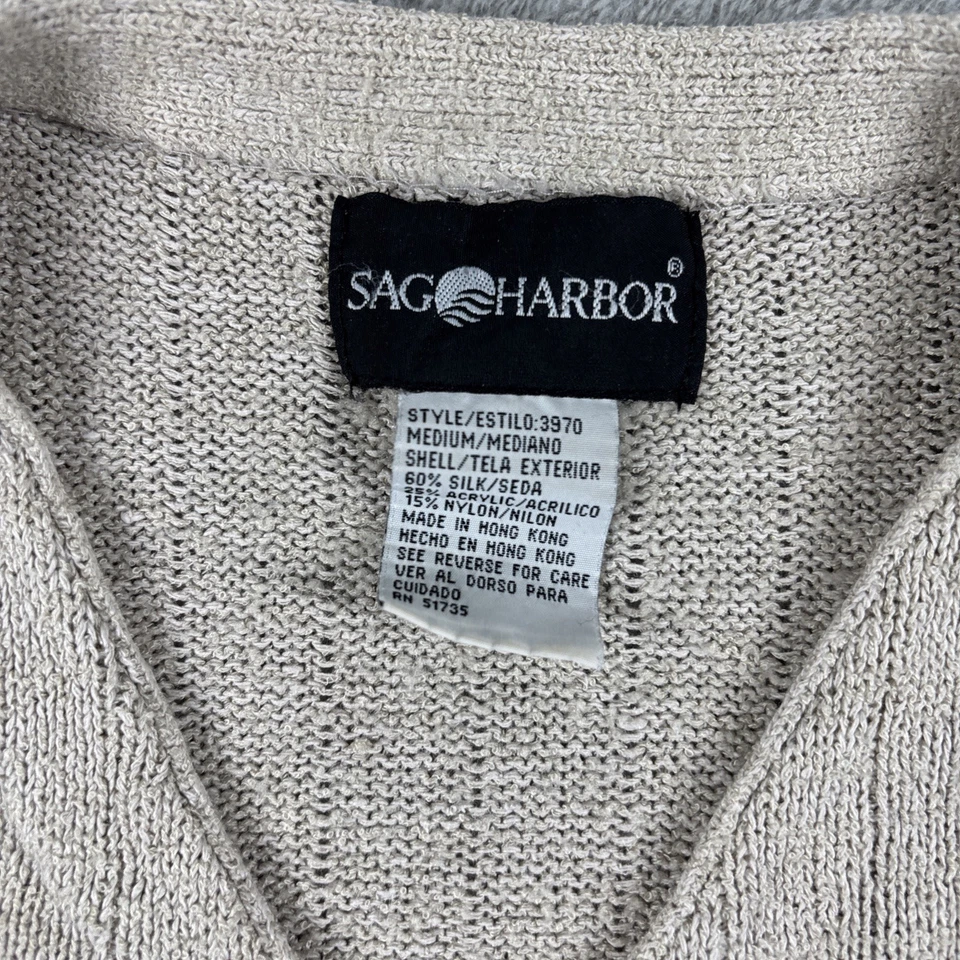 SAG HARBOR®
STYLE/ESTILO:3970
MEDIUM/MEDIANO
SHELL/TELA EXTERIOR
60% SILK/SEDA
25% ACRYLIC/ACRILICO
15% NYLON/NILON
MADE IN HONG KONG
HECHO EN HONG KONG
SEE REVERSE FOR CARE
VER AL DORSO PARA
CUIDADO
RN 51735